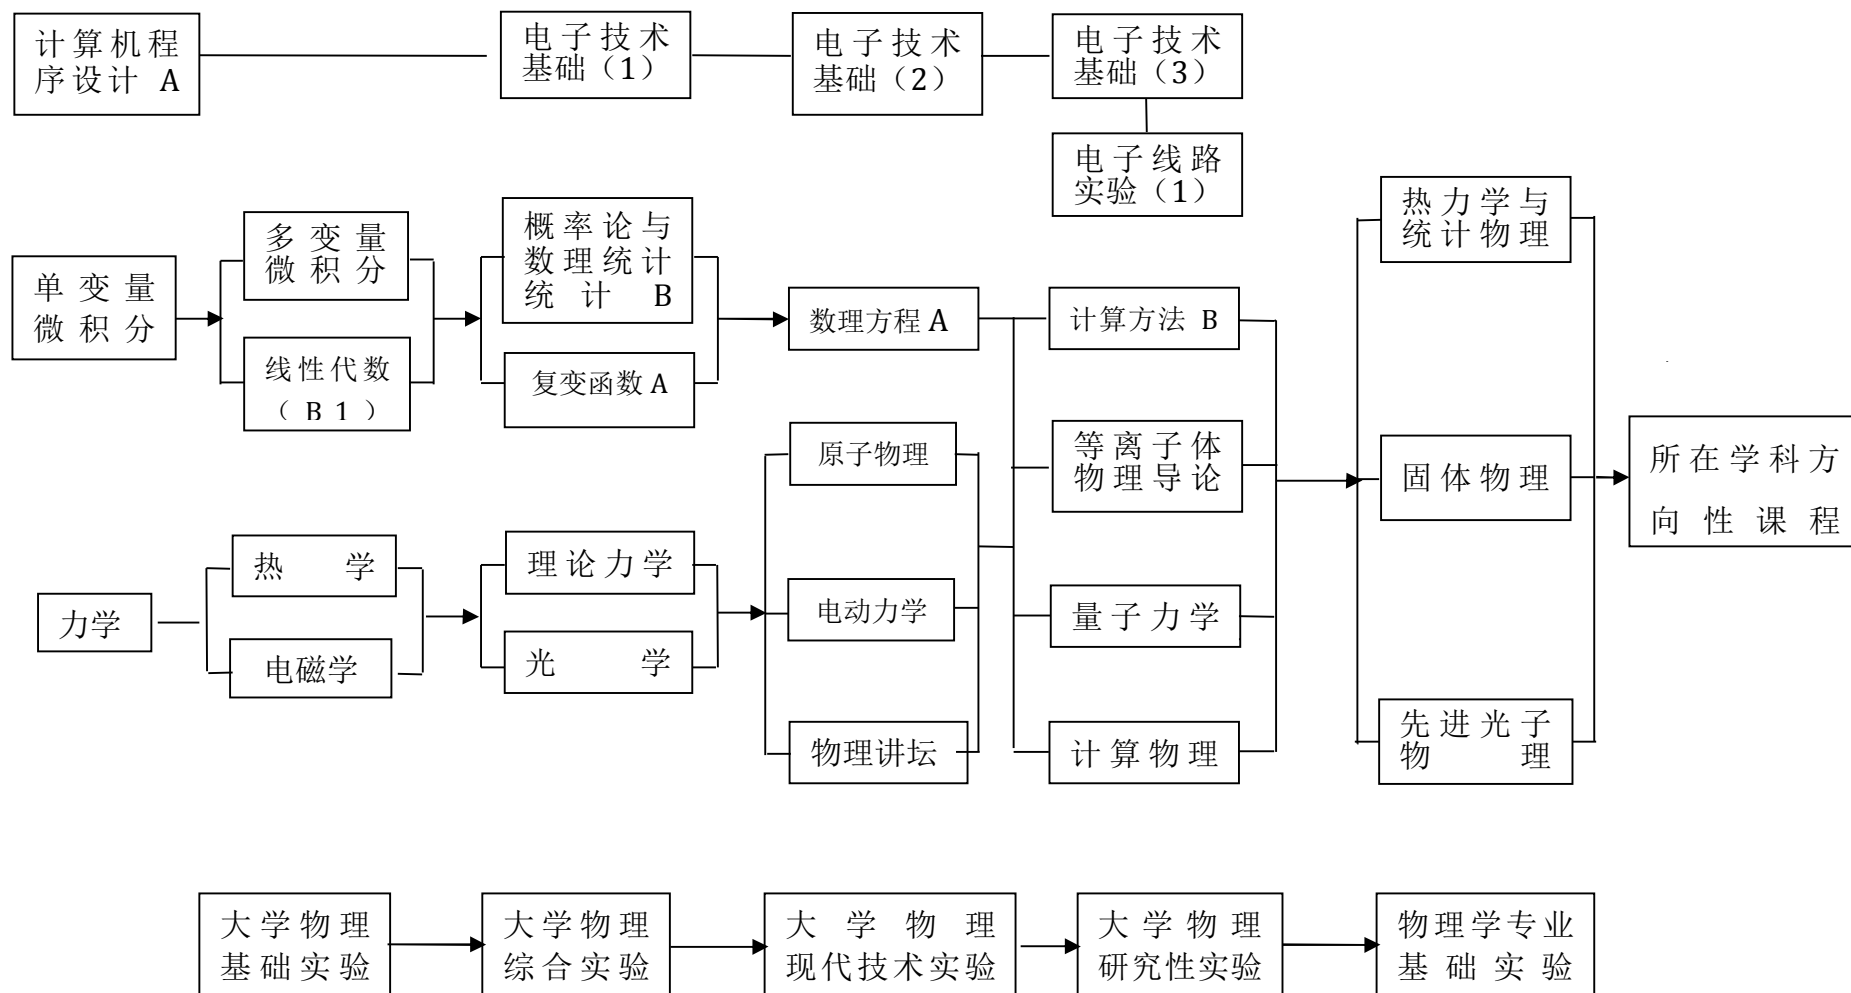 计算机程
序设计 A
电子技术
基础（1）
电子技术
基础（2）
电子技术
基础（3）
电子线路
实验（1）
单变量
微积分
多变量
微积分
线性代数
（B1）
概率论与
数理统计
统计 B
复变函数 A
数理方程 A
计算方法 B
热力学与
统计物理
原子物理
等离子体
物理导论
固体物理
所在学科方
向性课程
力学
热学
电磁学
理论力学
光学
电动力学
量子力学
物理讲坛
计算物理
先进光子
物理
大学物理
基础实验
大学物理
综合实验
大学物理
现代技术实验
大学物理
研究性实验
物理学专业
基础实验